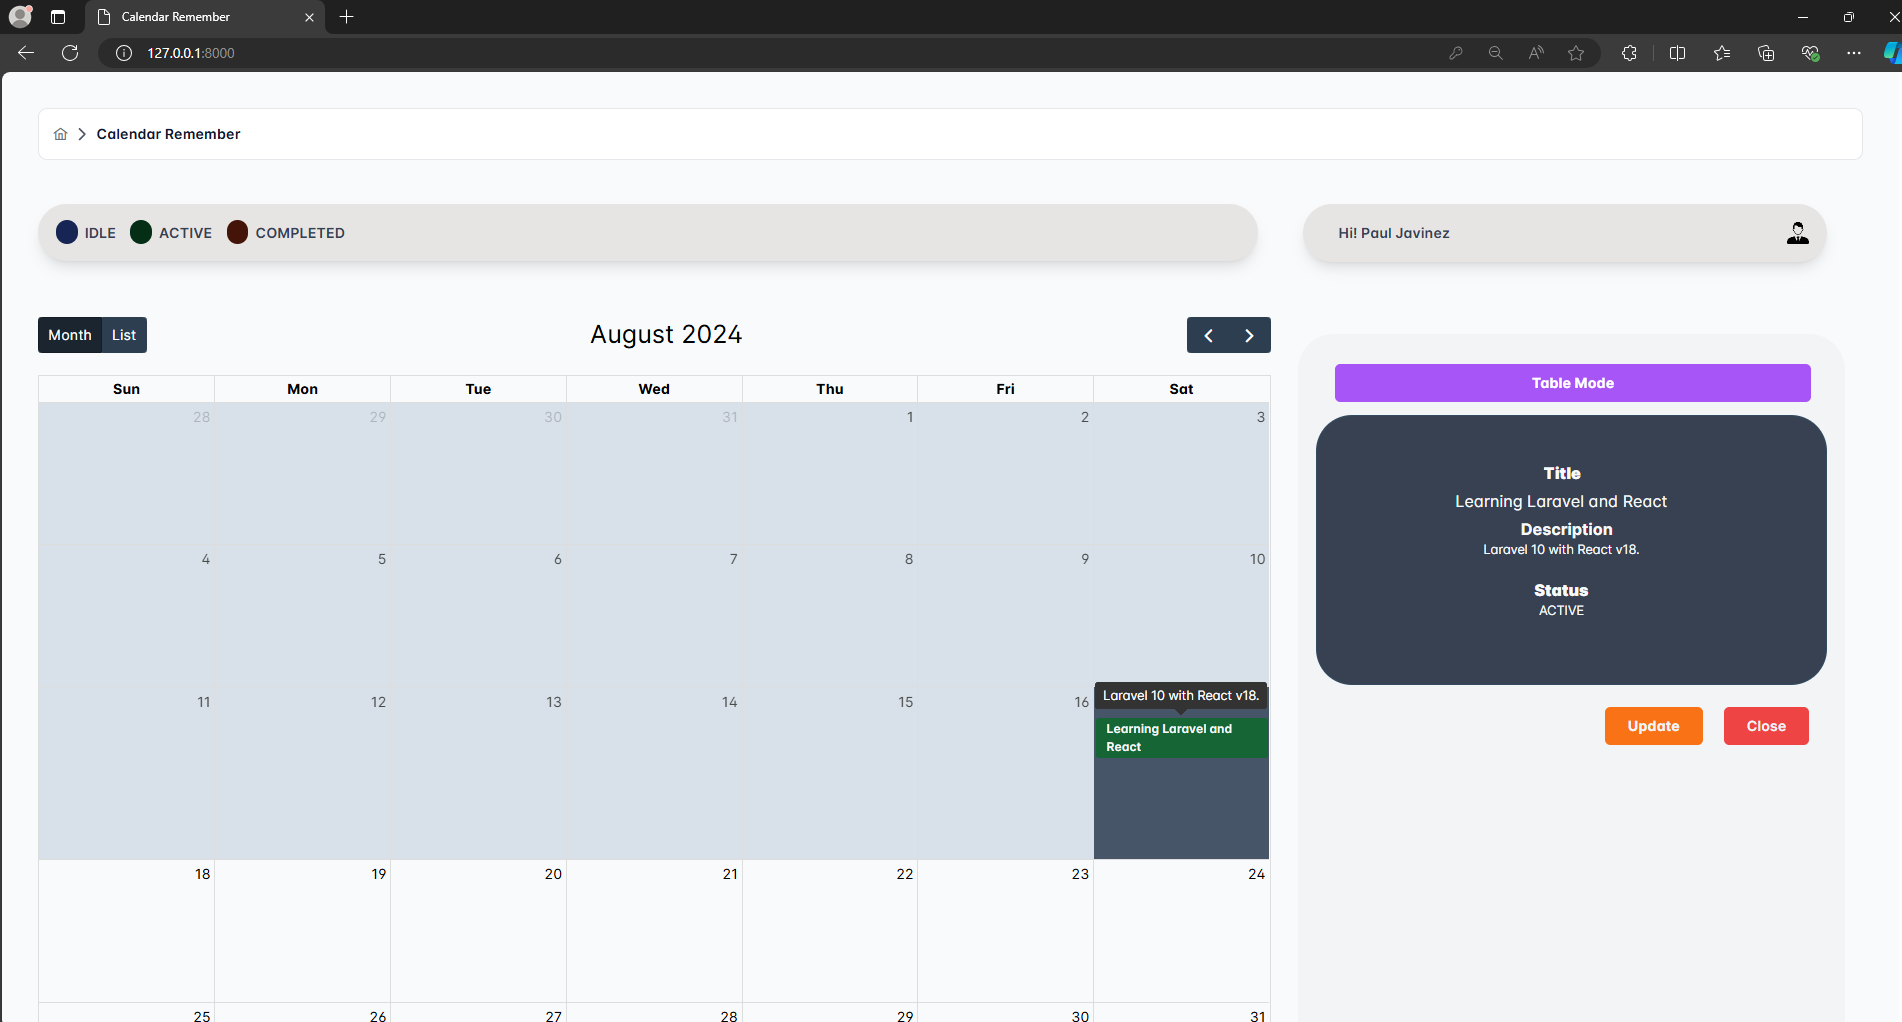 Calendar Remember
127.0.0.1:8000
Calendar Remember
IDLE ACTIVE COMPLETED
Hi! Paul Javinez
Month List
August 2024
Sun Mon Tue Wed Thu Fri Sat
28 29 30 31 1 2 3
4 5 6 7 8 9 10
11 12 13 14 15 16
Laravel 10 with React v18.
Learning Laravel and
React
18 19 20 21 22 23 24
25 26 27 28 29 30 31
Table Mode
Title
Learning Laravel and React
Description
Laravel 10 with React v18.
Status
ACTIVE
Update Close